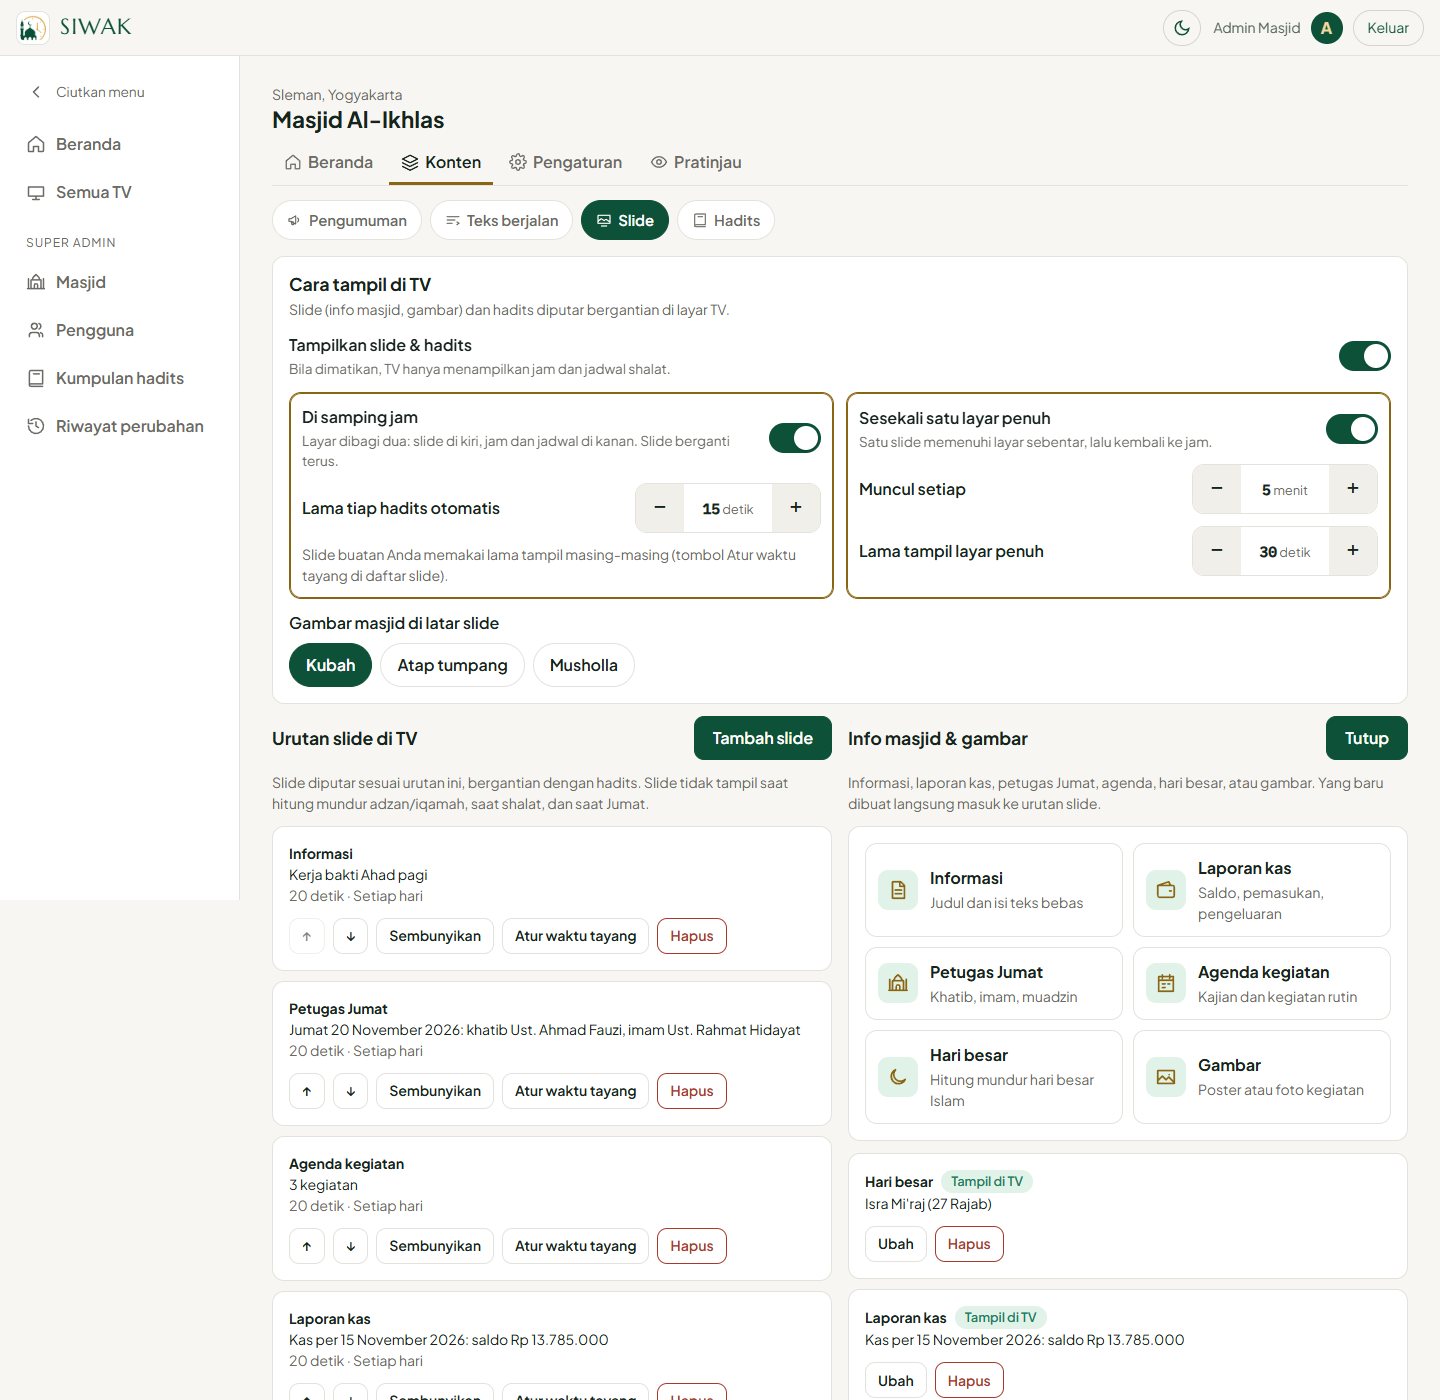 SIWAK
Admin Masjid
A
Keluar
Ciutkan menu
Beranda
Semua TV
SUPER ADMIN
Masjid
Pengguna
Kumpulan hadits
Riwayat perubahan
Sleman, Yogyakarta
Masjid Al-Ikhlas
Beranda
Konten
Pengaturan
Pratinjau
Pengumuman
Teks berjalan
Slide
Hadits
Cara tampil di TV
Slide (info masjid, gambar) dan hadits diputar bergantian di layar TV.
Tampilkan slide & hadits
Bila dimatikan, TV hanya menampilkan jam dan jadwal shalat.
Di samping jam
Layar dibagi dua: slide di kiri, jam dan jadwal di kanan. Slide berganti
terus.
Lama tiap hadits otomatis
− 15 detik +
Slide buatan Anda memakai lama tampil masing-masing (tombol Atur waktu
tayang di daftar slide).
Sesekali satu layar penuh
Satu slide memenuhi layar sebentar, lalu kembali ke jam.
Muncul setiap
− 5 menit +
Lama tampil layar penuh
− 30 detik +
Gambar masjid di latar slide
Kubah
Atap tumpang
Musholla
Urutan slide di TV
Tambah slide
Slide diputar sesuai urutan ini, bergantian dengan hadits. Slide tidak tampil saat
hitung mundur adzan/iqamah, saat shalat, dan saat Jumat.
Informasi
Kerja bakti Ahad pagi
20 detik · Setiap hari
↑ ↓ Sembunyikan Atur waktu tayang Hapus
Petugas Jumat
Jumat 20 November 2026: khatib Ust. Ahmad Fauzi, imam Ust. Rahmat Hidayat
20 detik · Setiap hari
↑ ↓ Sembunyikan Atur waktu tayang Hapus
Agenda kegiatan
3 kegiatan
20 detik · Setiap hari
↑ ↓ Sembunyikan Atur waktu tayang Hapus
Laporan kas
Kas per 15 November 2026: saldo Rp 13.785.000
20 detik · Setiap hari
Info masjid & gambar
Tutup
Informasi, laporan kas, petugas Jumat, agenda, hari besar, atau gambar. Yang baru
dibuat langsung masuk ke urutan slide.
Informasi
Judul dan isi teks bebas
Laporan kas
Saldo, pemasukan,
pengeluaran
Petugas Jumat
Khatib, imam, muadzin
Agenda kegiatan
Kajian dan kegiatan rutin
Hari besar
Hitung mundur hari besar
Islam
Gambar
Poster atau foto kegiatan
Hari besar Tampil di TV
Isra Mi'raj (27 Rajab)
Ubah Hapus
Laporan kas Tampil di TV
Kas per 15 November 2026: saldo Rp 13.785.000
Ubah Hapus